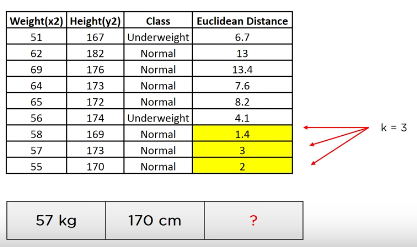 Weight(x2) Height(y2) Class Euclidean Distance
51 167 Underweight 6.7
62 182 Normal 13
69 176 Normal 13.4
64 173 Normal 7.6
65 172 Normal 8.2
56 174 Underweight 4.1
58 169 Normal 1.4
57 173 Normal 3
55 170 Normal 2
k = 3
57 kg 170 cm ?